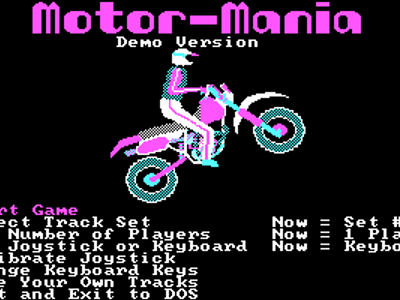 Motor-Mania
Demo Version
rt Game
ect Track Set Now = Set #
Number of Players Now = 1 Pla
Joystick or Keyboard Now = Keybo
ibrate Joystick
nge Keyboard Keys
e Your Own Tracks
t and Exit to DOS